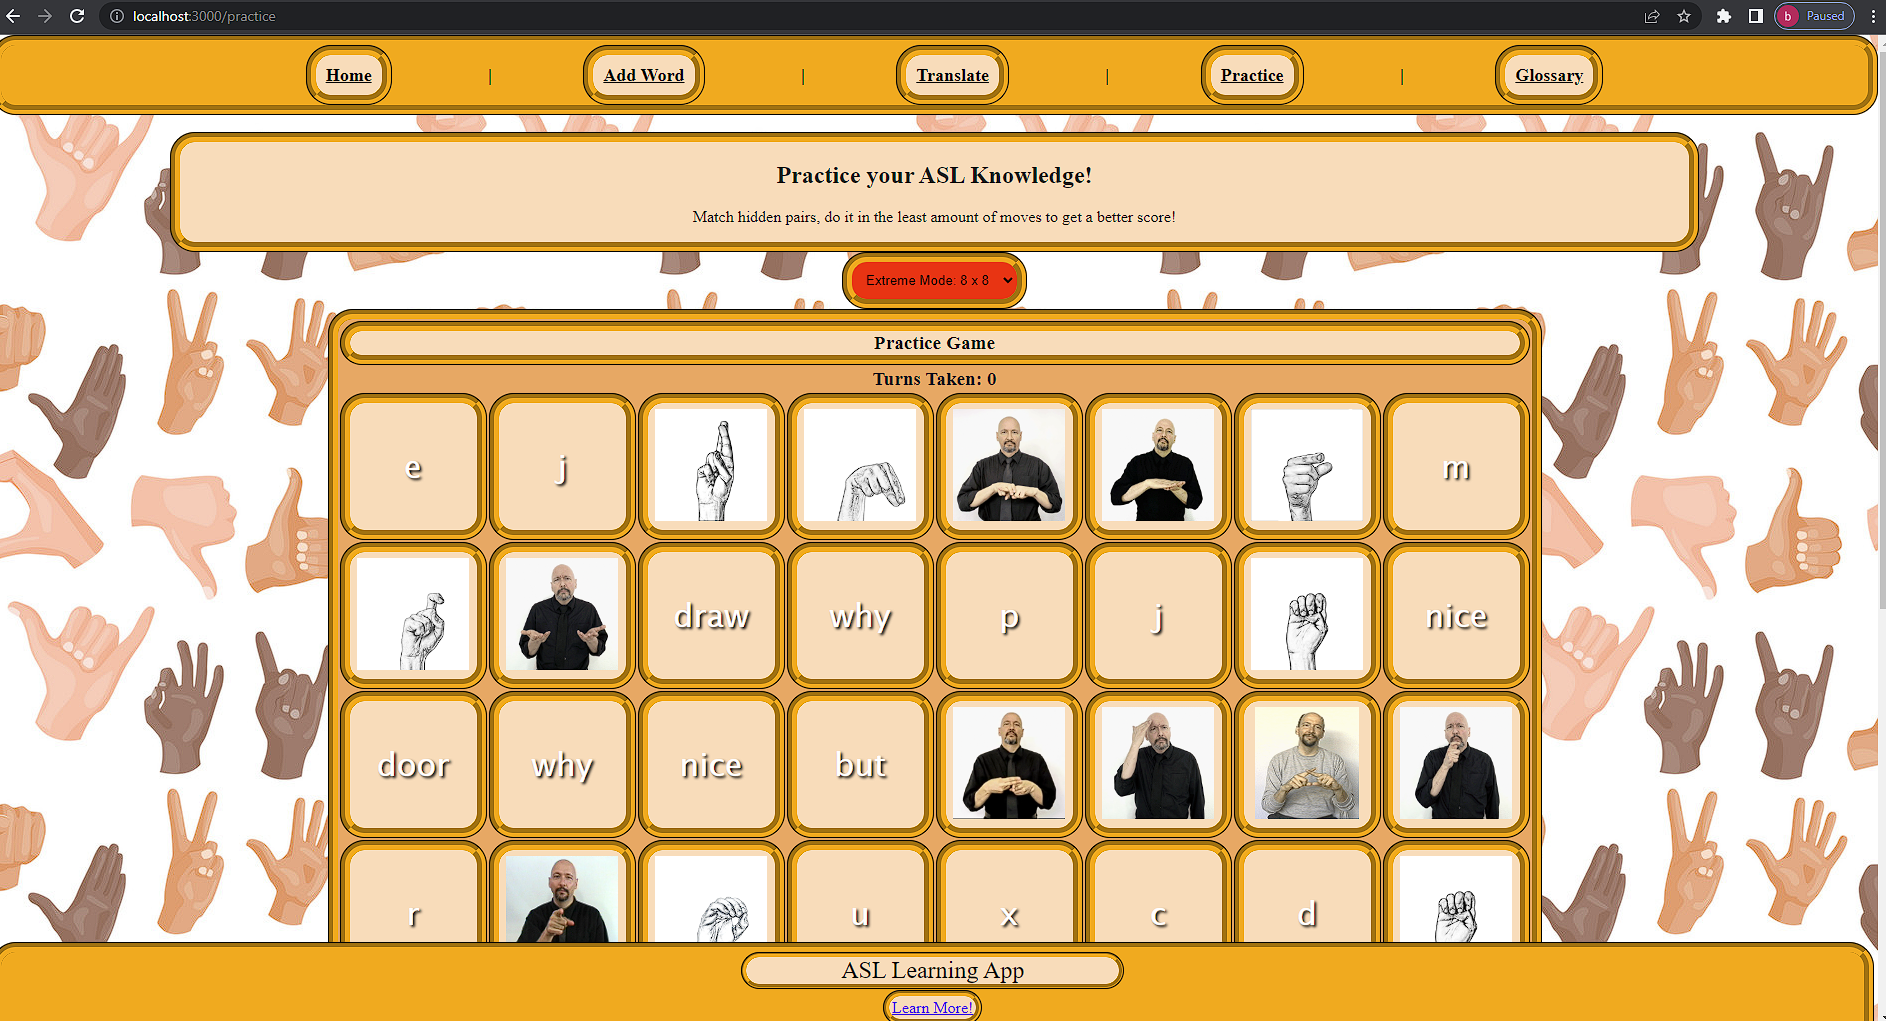 localhost:3000/practice
b Paused
Home | Add Word | Translate | Practice | Glossary
Practice your ASL Knowledge!
Match hidden pairs, do it in the least amount of moves to get a better score!
Extreme Mode: 8 x 8
Practice Game
Turns Taken: 0
e j m
draw why p j nice
door why nice but
r u x c d
ASL Learning App
Learn More!